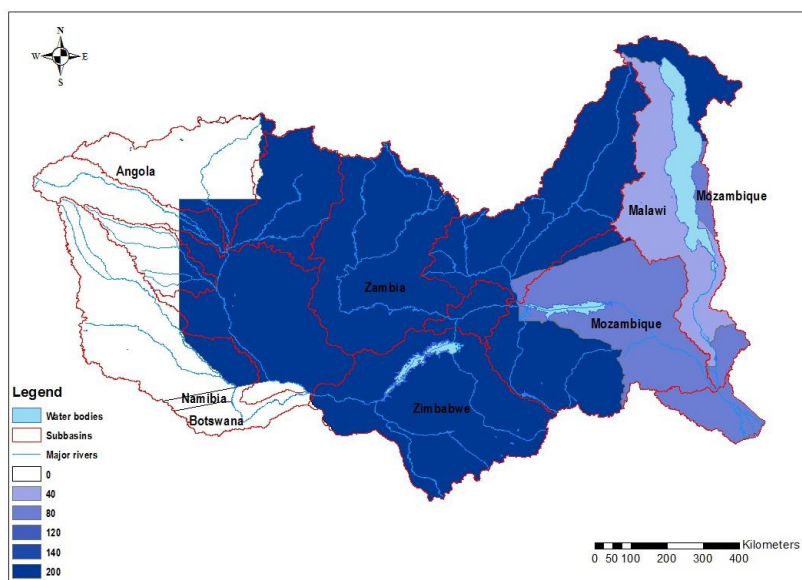 N
W E
S
Angola
Mozambique
Malawi
Zambia
Mozambique
Namibia
Botswana
Zimbabwe
Legend
Water bodies
Subbasins
Major rivers
0
40
80
120
140
200
Kilometers
0 50 100 200 300 400